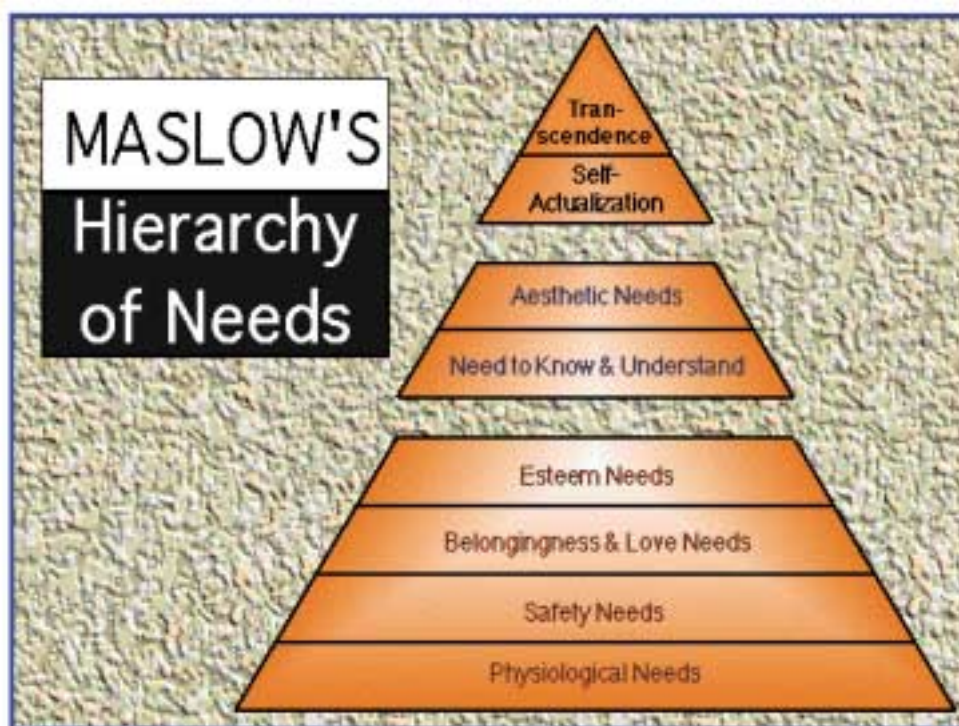 MASLOW'S
Hierarchy
of Needs
Tran-
scendence
Self-
Actualization
Aesthetic Needs
Need to Know & Understand
Esteem Needs
Belongingness & Love Needs
Safety Needs
Physiological Needs